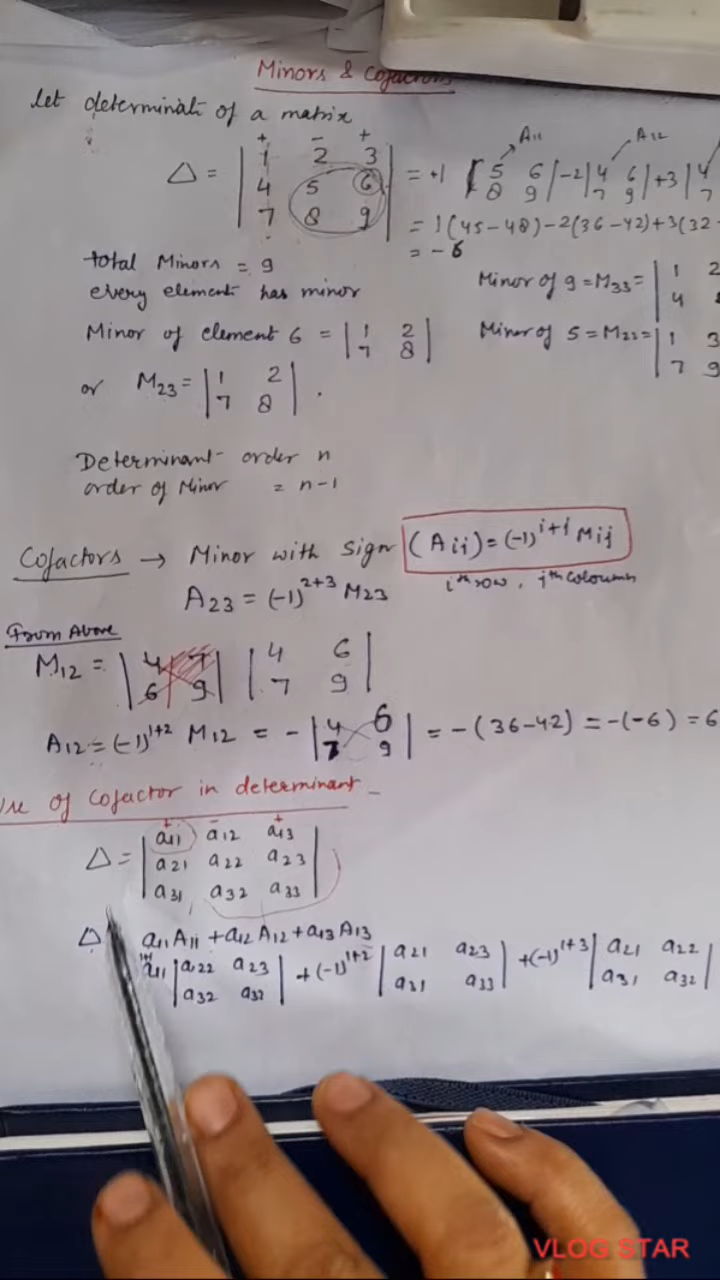 Minors & Cofactors
let determinant of a matrix
+ - +
Δ = | 1 2 3 | = +1 | 5 6 | -2 | 4 6 | +3 | 4
| 4 5 6 | 8 9 7 9 7
| 7 8 9 | = 1(45-48)-2(36-42)+3(32-
A11 A12
= -6
total Minors = 9
every element has minor
Minor of 9 = M33 = | 1 2
4
Minor of element 6 = | 1 2 |
7 8
Minor of 5 = M22 = | 1 3
7 9
or M23 = | 1 2 | .
7 8
Determinant order n
order of Minor = n-1
Cofactors → Minor with sign (Aij) = (-1)^i+j Mij
ith row, jth coloumn
A23 = (-1)^2+3 M23
From Above
M12 = | 4 7 | | 4 6 |
6 9 7 9
A12 = (-1)^1+2 M12 = - | 4 6 | = -(36-42) = -(-6) = 6
7 9
of Cofactor in determinant
+ - +
Δ = | a11 a12 a13 |
| a21 a22 a23 |
| a31 a32 a33 |
Δ a11 A11 + a12 A12 + a13 A13
a11 | a22 a23 | + (-1)^1+2 | a21 a23 | + (-1)^1+3 | a21 a22 |
a32 a32 a31 a33 a31 a32
VLOG STAR